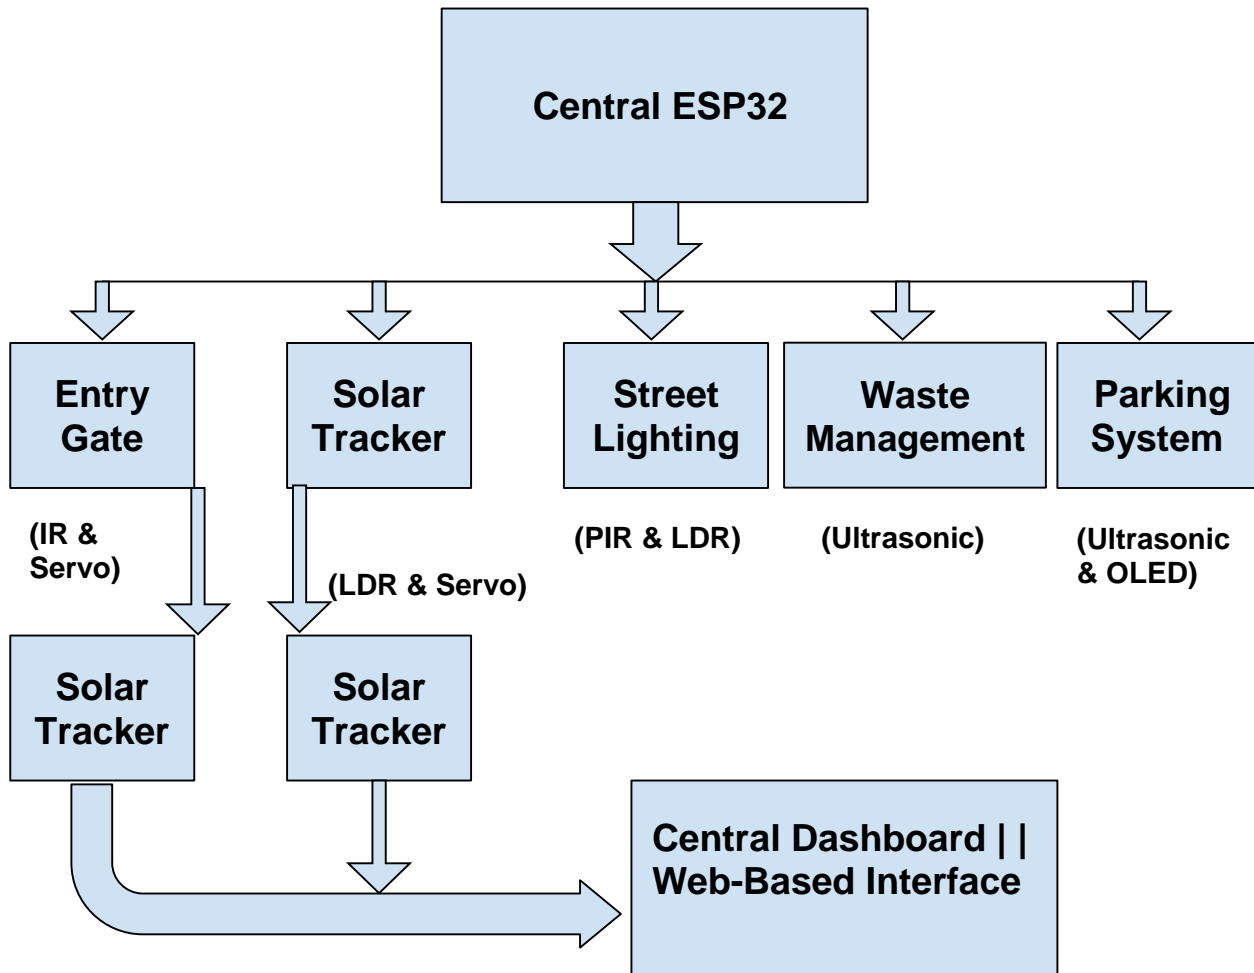 Central ESP32
Entry
Gate
Solar
Tracker
Street
Lighting
Waste
Management
Parking
System
(IR &
Servo)
(LDR & Servo)
(PIR & LDR)
(Ultrasonic)
(Ultrasonic
& OLED)
Solar
Tracker
Solar
Tracker
Central Dashboard | |
Web-Based Interface